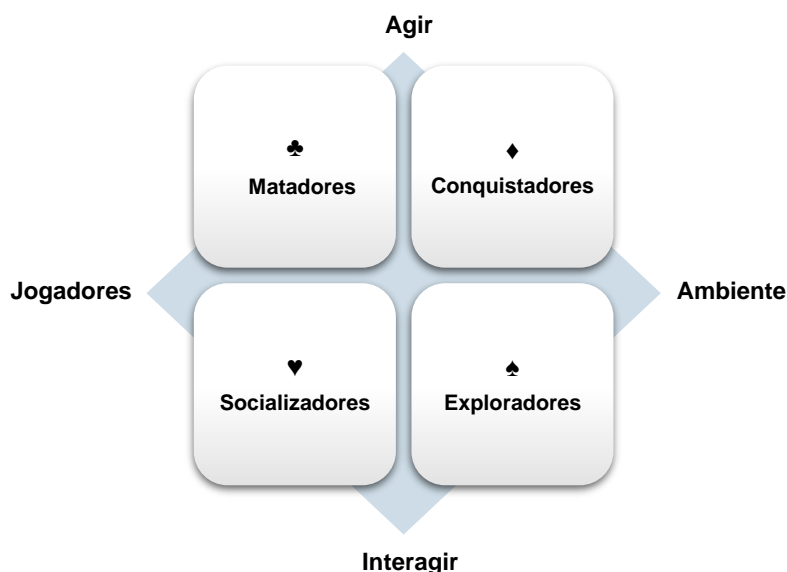 Agir
♣
Matadores
♦
Conquistadores
Jogadores
Ambiente
♥
Socializadores
♠
Exploradores
Interagir